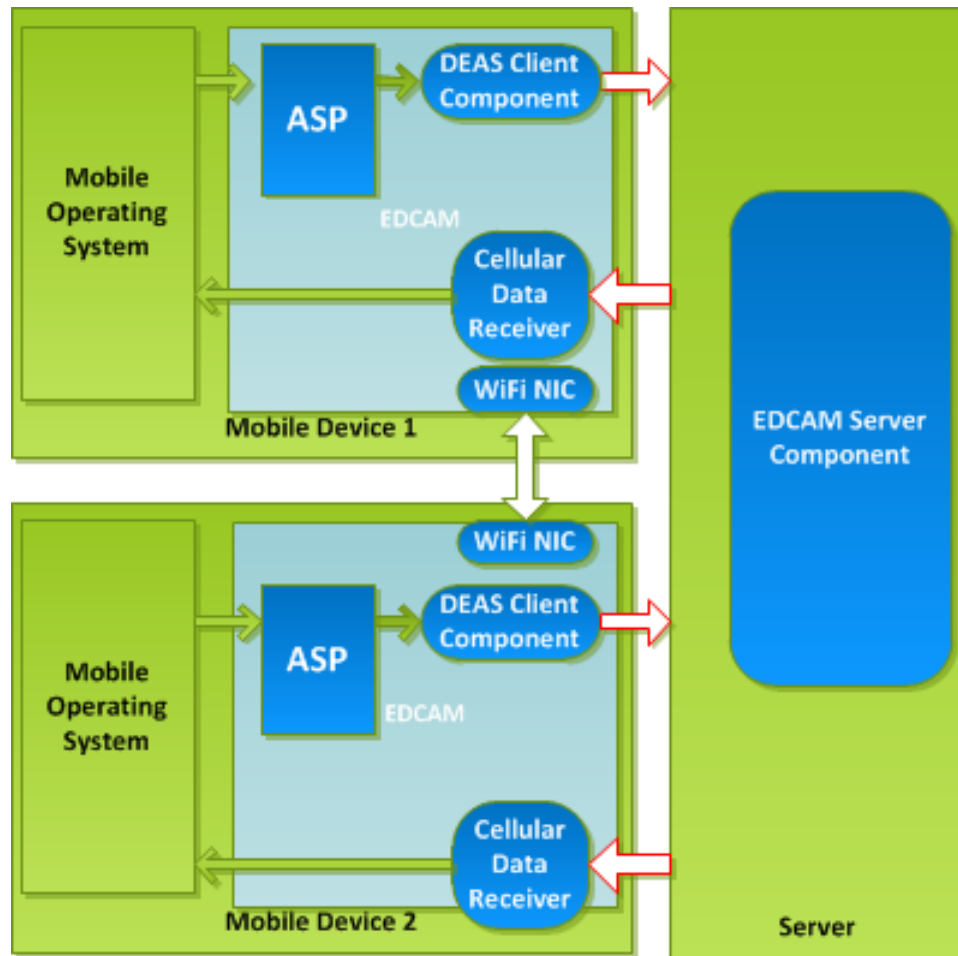 DEAS Client
Component
ASP
Mobile
Operating
System
EDCAM
Cellular
Data
Receiver
WiFi NIC
Mobile Device 1
EDCAM Server
Component
WiFi NIC
DEAS Client
Component
ASP
Mobile
Operating
System
EDCAM
Cellular
Data
Receiver
Mobile Device 2
Server